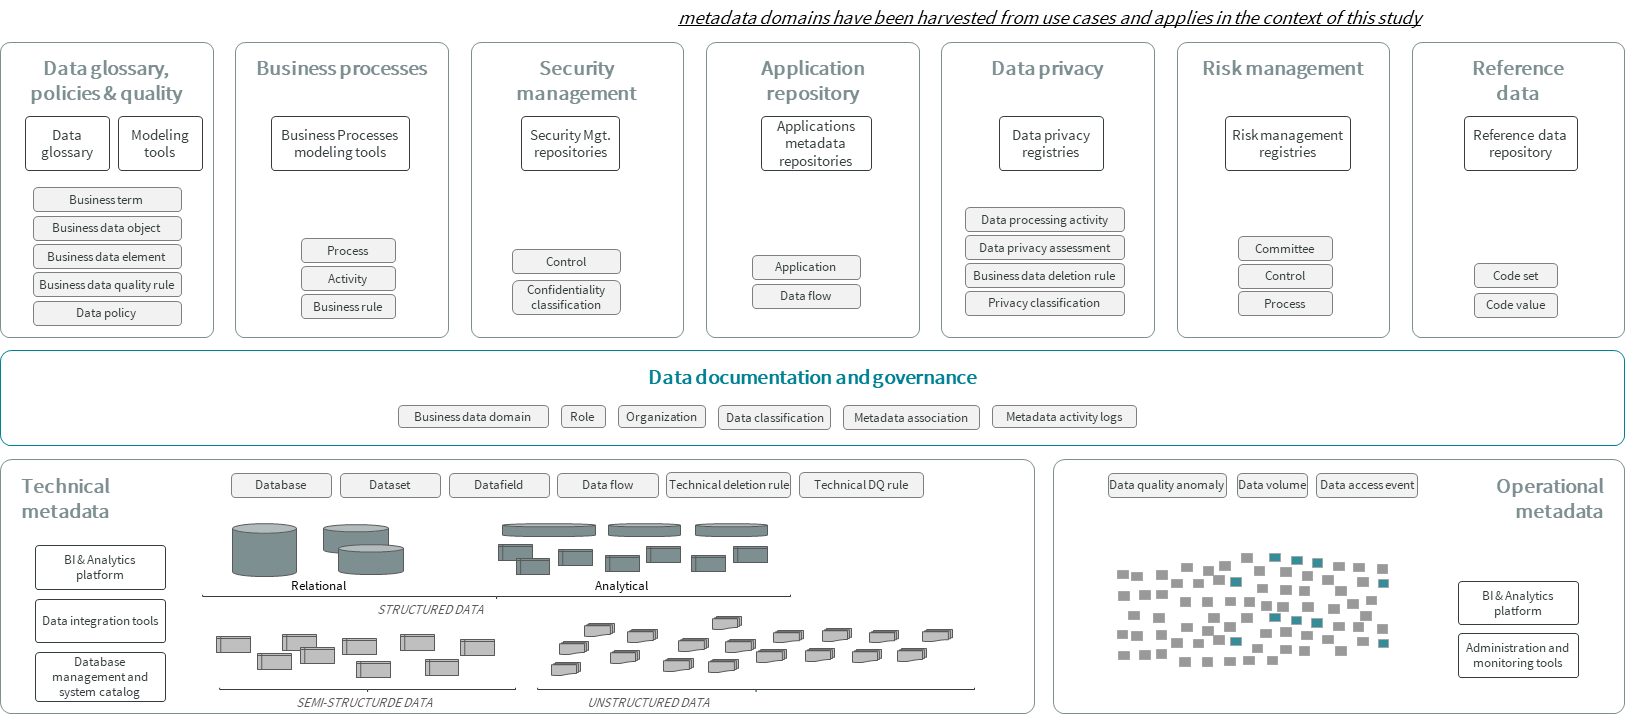 metadata domains have been harvested from use cases and applies in the context of this study
Data glossary,
policies & quality
Data
glossary
Modeling
tools
Business term
Business data object
Business data element
Business data quality rule
Data policy
Business processes
Business Processes
modeling tools
Process
Activity
Business rule
Security
management
Security Mgt.
repositories
Control
Confidentiality
classification
Application
repository
Applications
metadata
repositories
Application
Data flow
Data privacy
Data privacy
registries
Data processing activity
Data privacy assessment
Business data deletion rule
Privacy classification
Risk management
Risk management
registries
Committee
Control
Process
Reference
data
Reference data
repository
Code set
Code value
Data documentation and governance
Business data domain
Role
Organization
Data classification
Metadata association
Metadata activity logs
Technical
metadata
Database
Dataset
Datafield
Data flow
Technical deletion rule
Technical DQ rule
BI & Analytics
platform
Data integration tools
Database
management and
system catalog
Relational
Analytical
STRUCTURED DATA
SEMI-STRUCTURDE DATA
UNSTRUCTURED DATA
Data quality anomaly
Data volume
Data access event
Operational
metadata
BI & Analytics
platform
Administration and
monitoring tools